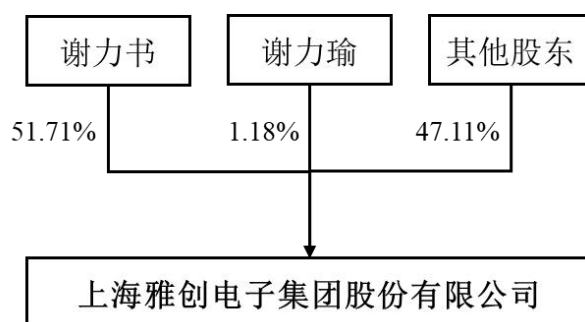 谢力书
谢力瑜
其他股东
51.71%
1.18%
47.11%
上海雅创电子集团股份有限公司